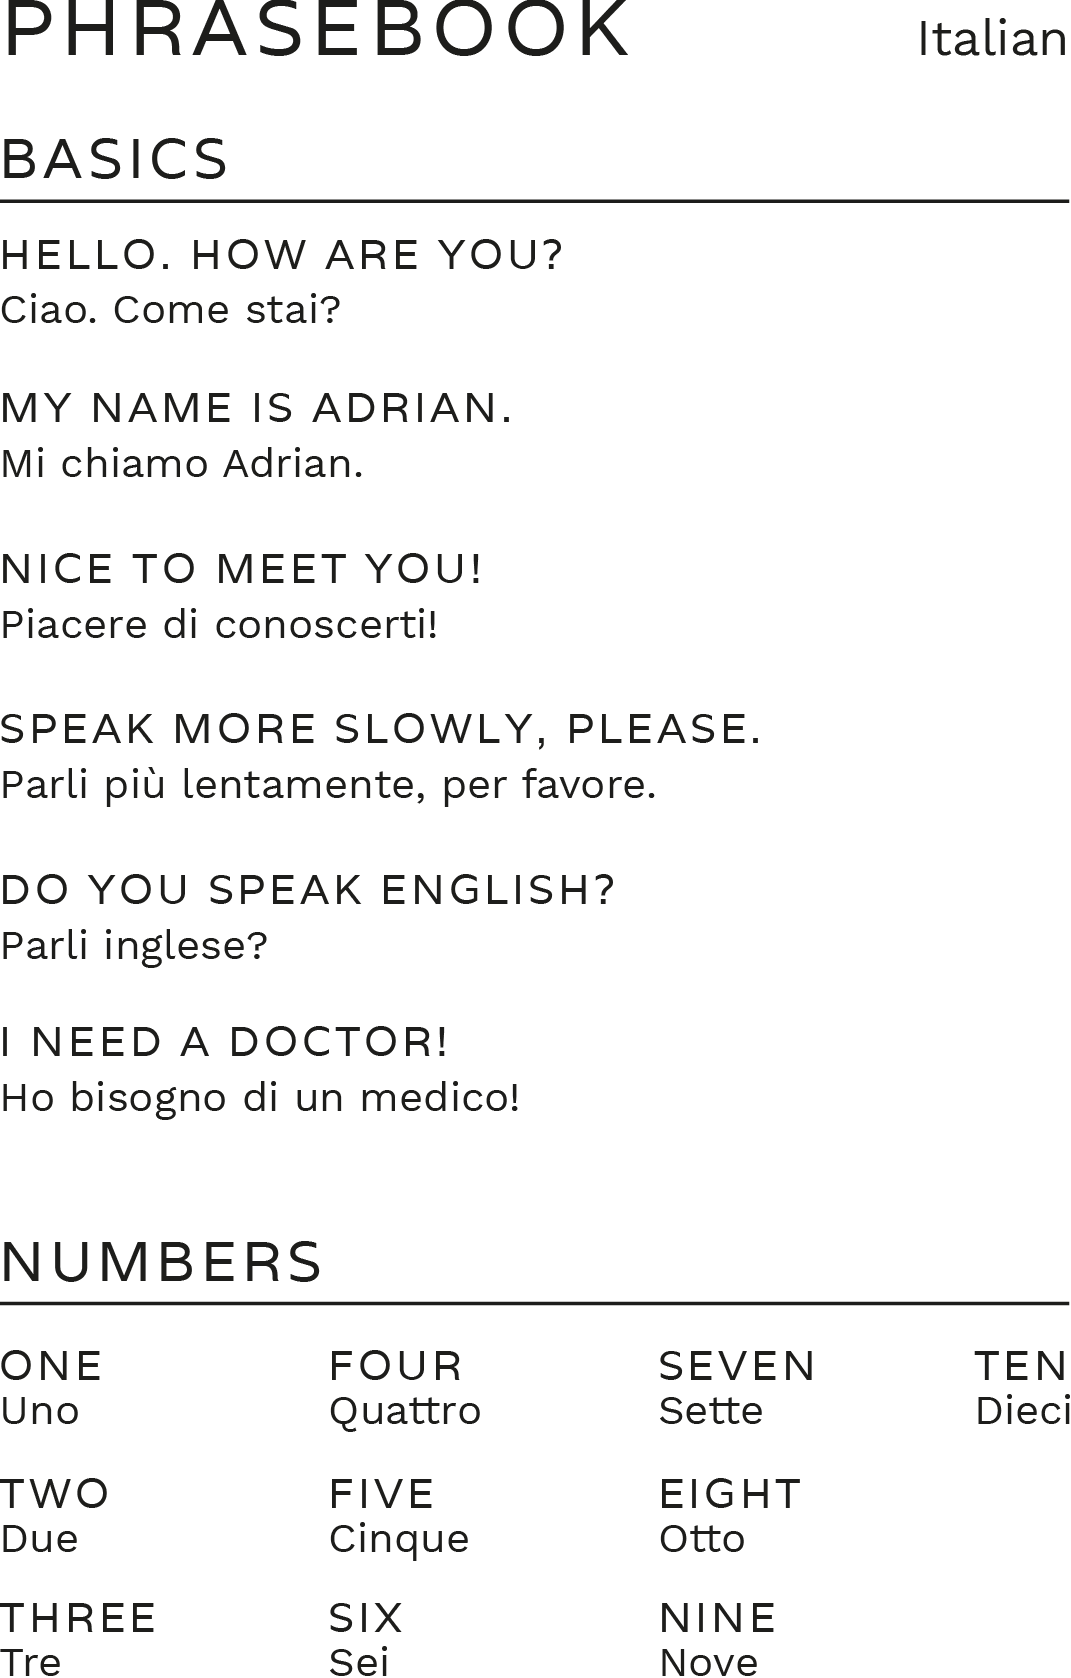 PHRASEBOOK Italian
BASICS
HELLO. HOW ARE YOU?
Ciao. Come stai?
MY NAME IS ADRIAN.
Mi chiamo Adrian.
NICE TO MEET YOU!
Piacere di conoscerti!
SPEAK MORE SLOWLY, PLEASE.
Parli più lentamente, per favore.
DO YOU SPEAK ENGLISH?
Parli inglese?
I NEED A DOCTOR!
Ho bisogno di un medico!
NUMBERS
ONE FOUR SEVEN TEN
Uno Quattro Sette Dieci
TWO FIVE EIGHT
Due Cinque Otto
THREE SIX NINE
Tre Sei Nove